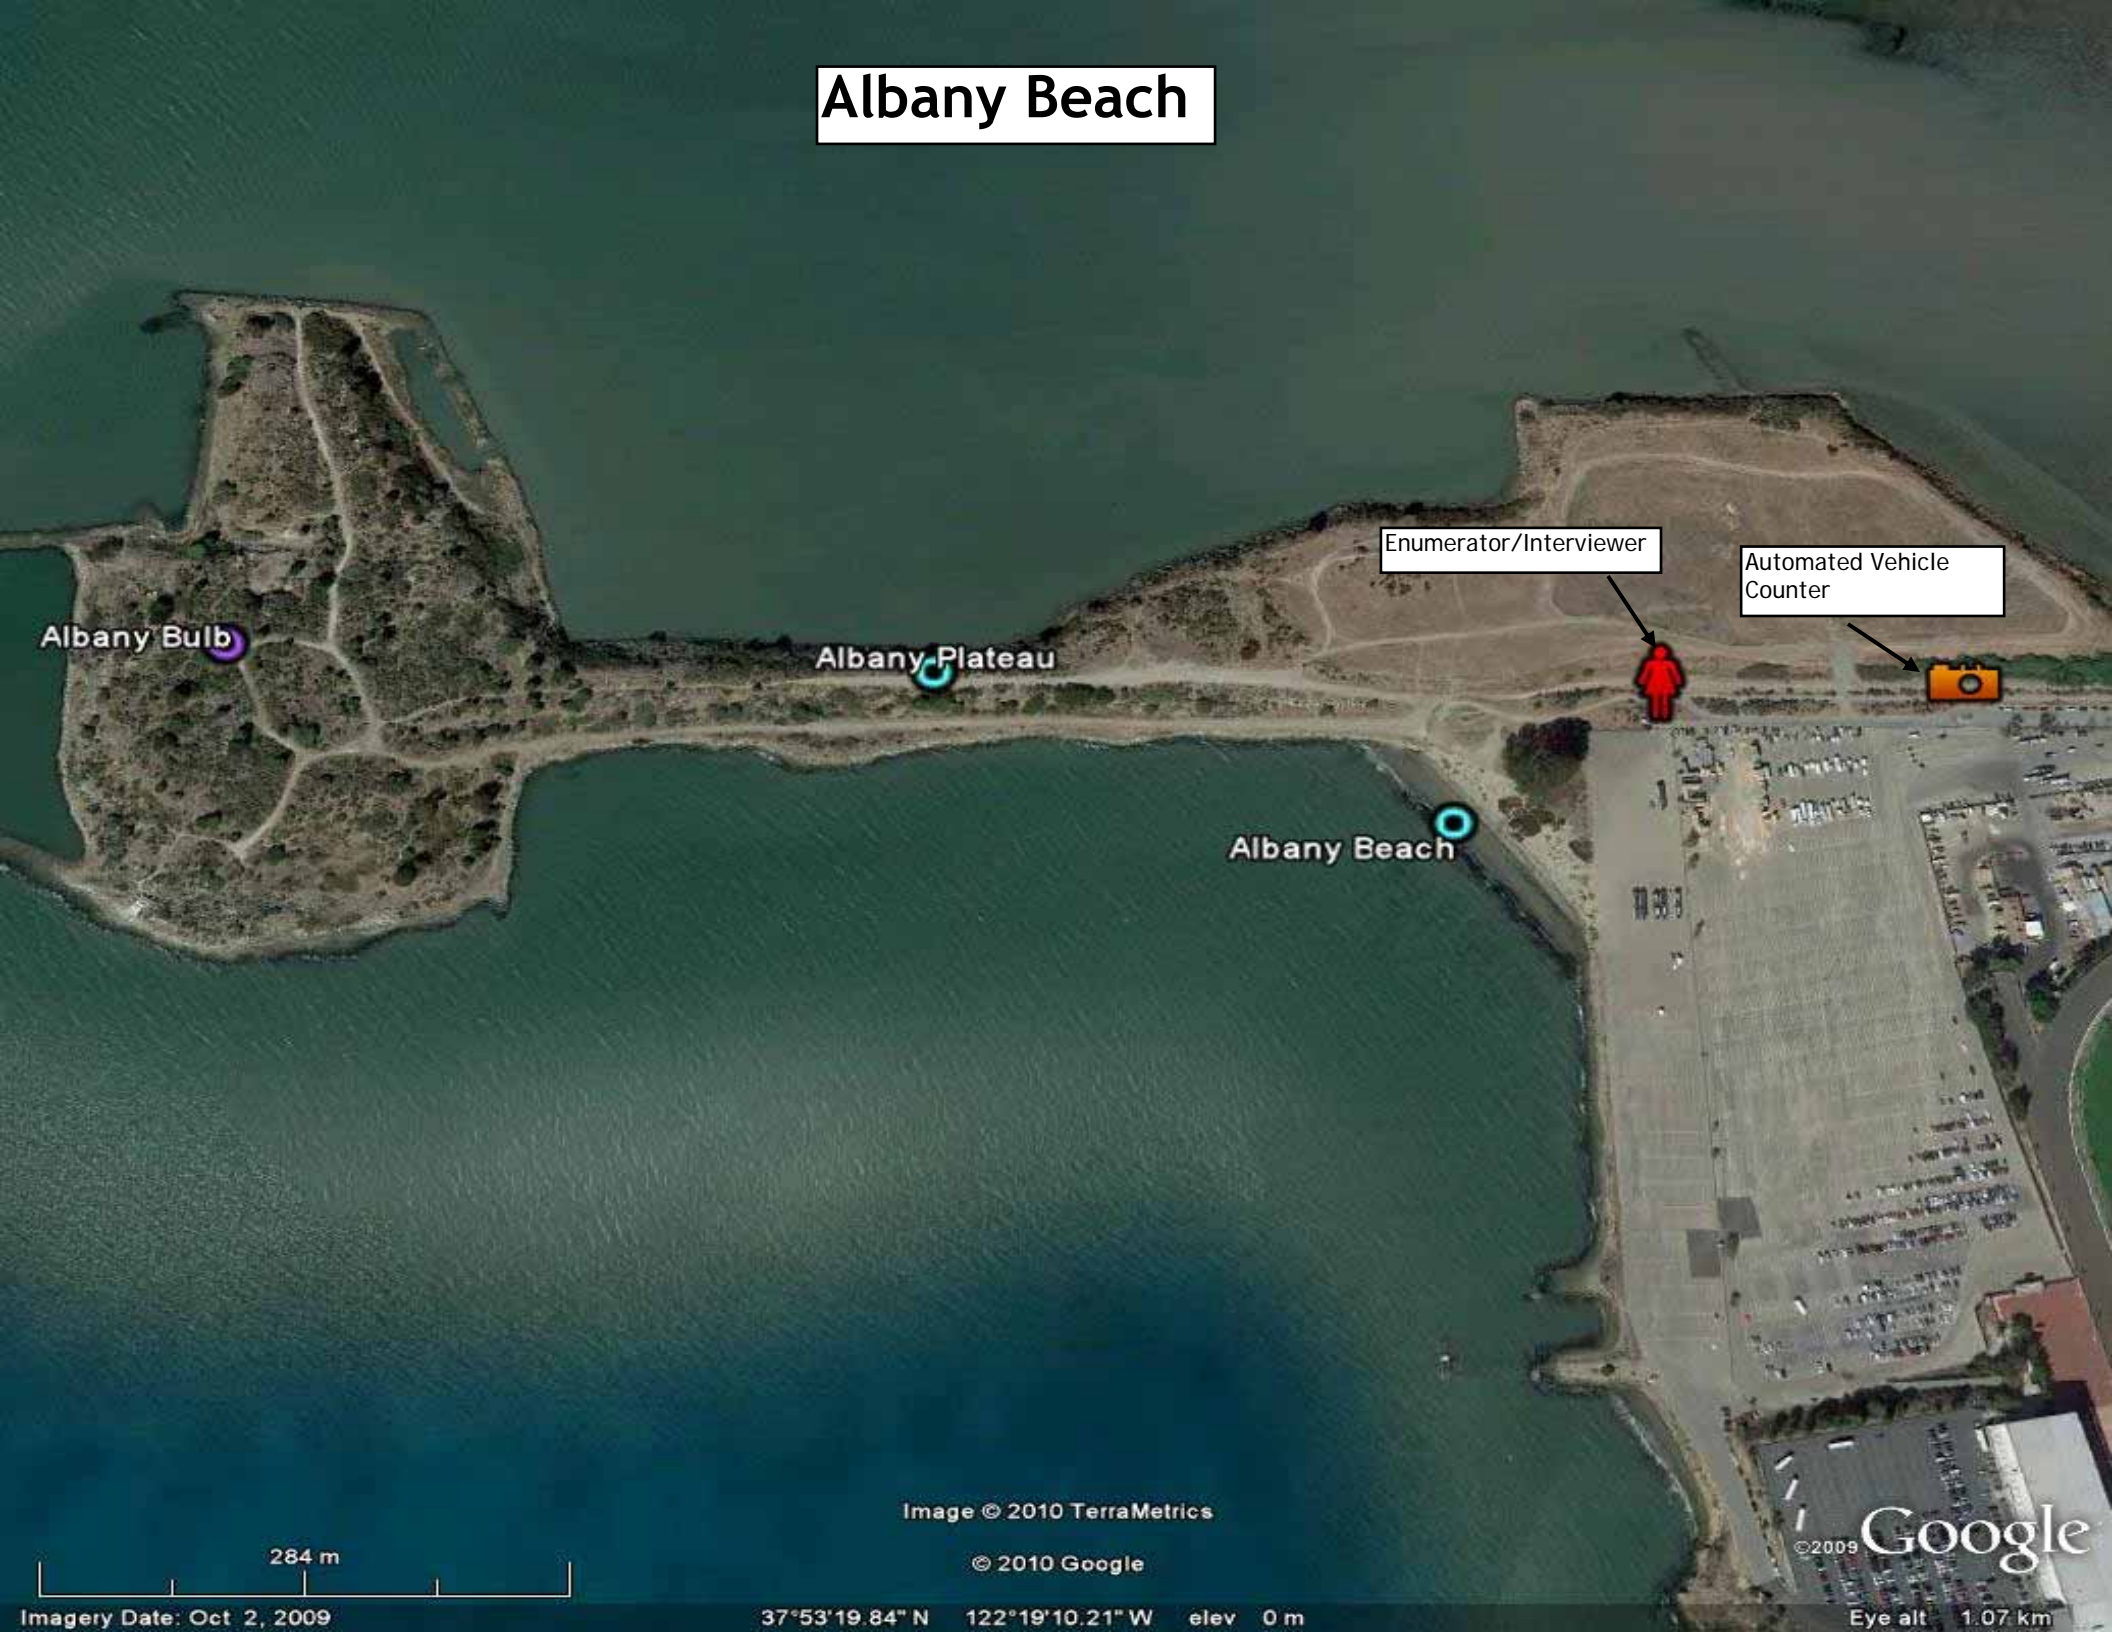 Albany Beach
Enumerator/Interviewer
Automated Vehicle
Counter
Albany Bulb
Albany Plateau
Albany Beach
Image © 2010 TerraMetrics
© 2010 Google
©2009 Google
284 m
Imagery Date: Oct 2, 2009
37°53'19.84" N 122°19'10.21" W elev 0 m
Eye alt 1.07 km